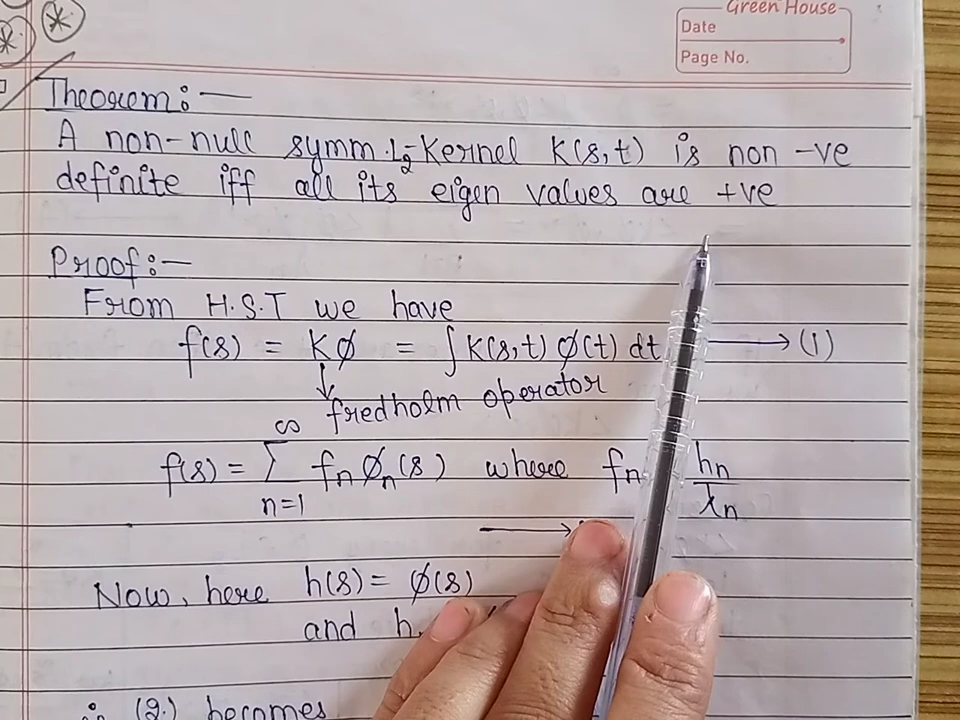 Green House
Date
Page No.
Theorem:—
A non-null symm. L₂-Kernel K(s,t) is non -ve
definite iff all its eigen values are +ve
Proof:—
From H.S.T we have
f(s) = Kφ = ∫ K(s,t) φ(t) dt ⟶ (1)
↓ fredholm operator
f(s) = ∑_{n=1}^{∞} fₙ φₙ(s) where fₙ hₙ/λₙ
⟶
Now, here h(s) = φ(s)
and h
(2) becomes